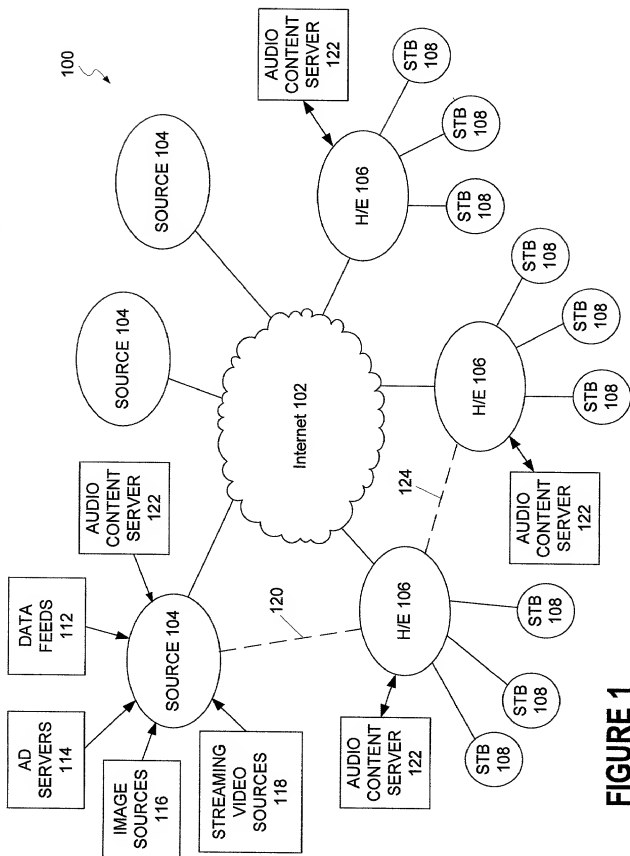 100
DATA
FEEDS
112
AD
SERVERS
114
IMAGE
SOURCES
116
STREAMING
VIDEO
SOURCES
118
AUDIO
CONTENT
SERVER
122
SOURCE 104
SOURCE 104
SOURCE 104
Internet 102
120
124
AUDIO
CONTENT
SERVER
122
H/E 106
STB
108
STB
108
STB
108
H/E 106
AUDIO
CONTENT
SERVER
122
STB
108
STB
108
STB
108
H/E 106
AUDIO
CONTENT
SERVER
122
STB
108
STB
108
STB
108
FIGURE 1